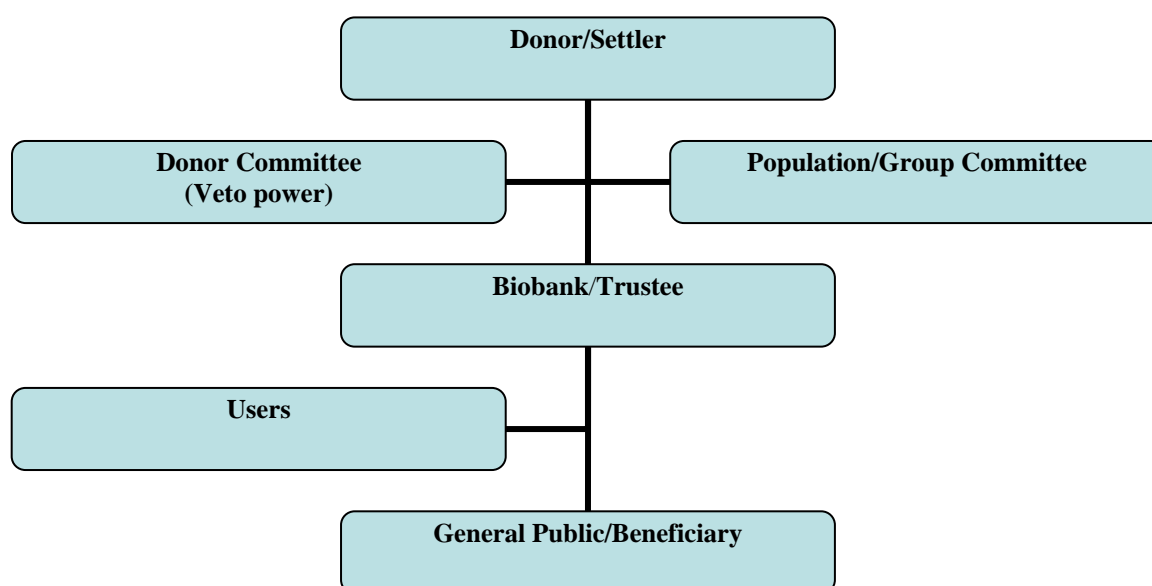 Donor/Settler
Donor Committee
(Veto power)
Population/Group Committee
Biobank/Trustee
Users
General Public/Beneficiary